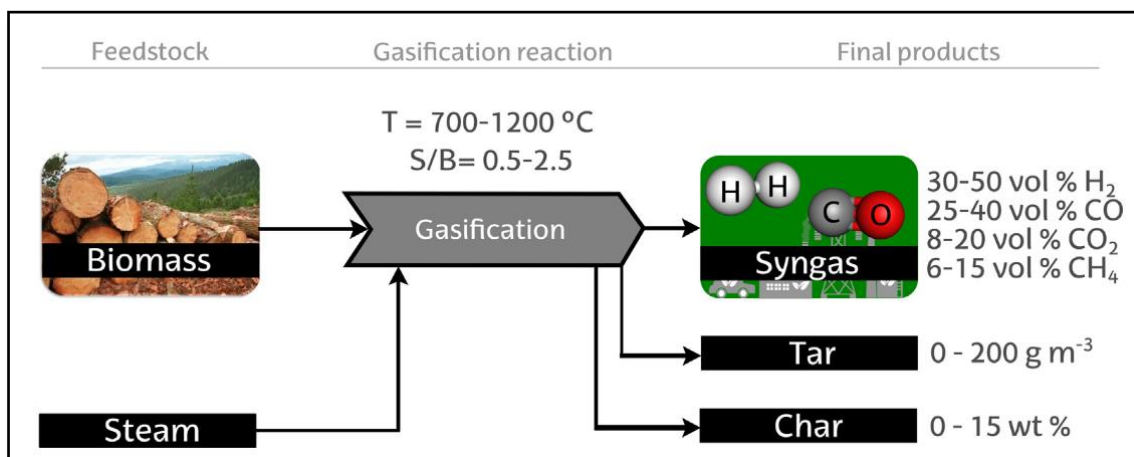 Feedstock
Gasification reaction
Final products
T = 700-1200 ºC
S/B= 0.5-2.5
Biomass
Gasification
H H
C O
Syngas
30-50 vol % H₂
25-40 vol % CO
8-20 vol % CO₂
6-15 vol % CH₄
Tar
0 - 200 g m⁻³
Steam
Char
0 - 15 wt %